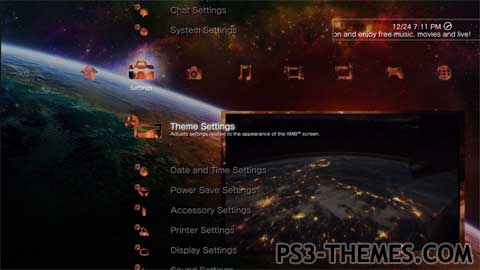 Chat Settings
System Settings
12/24 7:11 PM
on and enjoy free music, movies and live!
Settings
Theme Settings
Adjusts settings related to the appearance of the XMB™ screen.
Date and Time Settings
Power Save Settings
Accessory Settings
Printer Settings
Display Settings
Sound Settings
PS3-THEMES.COM